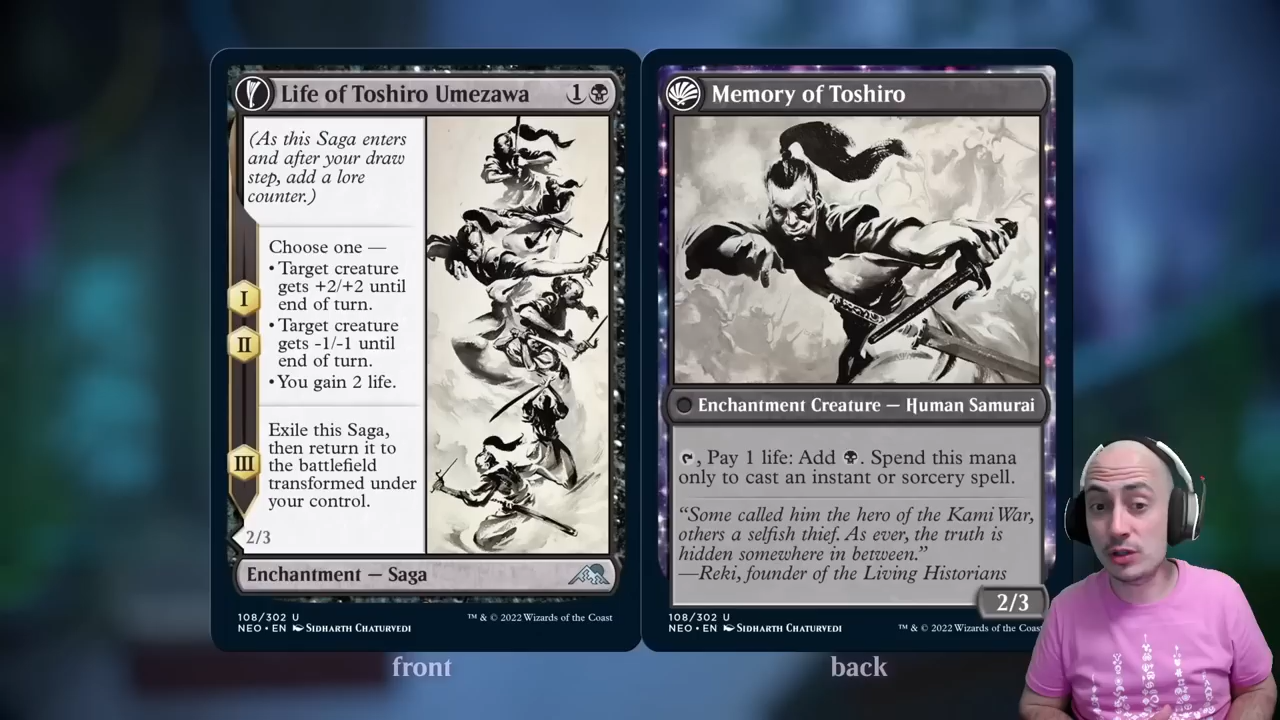 Life of Toshiro Umezawa 1
(As this Saga enters
and after your draw
step, add a lore
counter.)
I
II
Choose one —
• Target creature
gets +2/+2 until
end of turn.
• Target creature
gets -1/-1 until
end of turn.
• You gain 2 life.
III
Exile this Saga,
then return it to
the battlefield
transformed under
your control.
2/3
Enchantment — Saga
108/302 U
NEO • EN Sidharth Chaturvedi
™ & © 2022 Wizards of the Coast
front
Memory of Toshiro
Enchantment Creature — Human Samurai
, Pay 1 life: Add . Spend this mana
only to cast an instant or sorcery spell.
“Some called him the hero of the Kami War,
others a selfish thief. As ever, the truth is
hidden somewhere in between.”
—Reki, founder of the Living Historians
2/3
108/302 U
NEO • EN Sidharth Chaturvedi
™ & © 2022 Wizards of the Coast
back